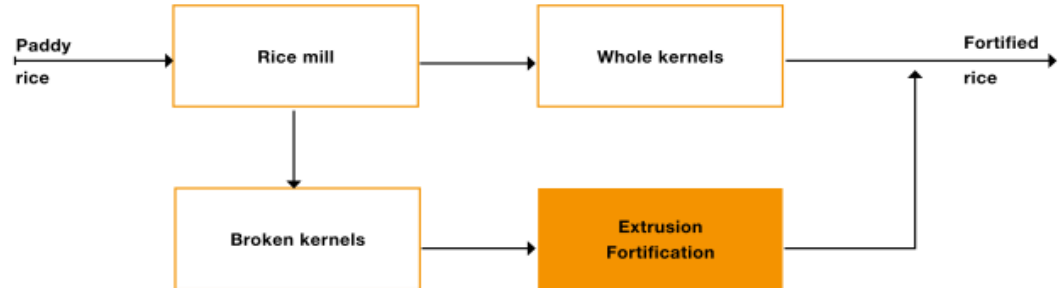 Paddy
rice
Rice mill
Whole kernels
Fortified
rice
Broken kernels
Extrusion
Fortification